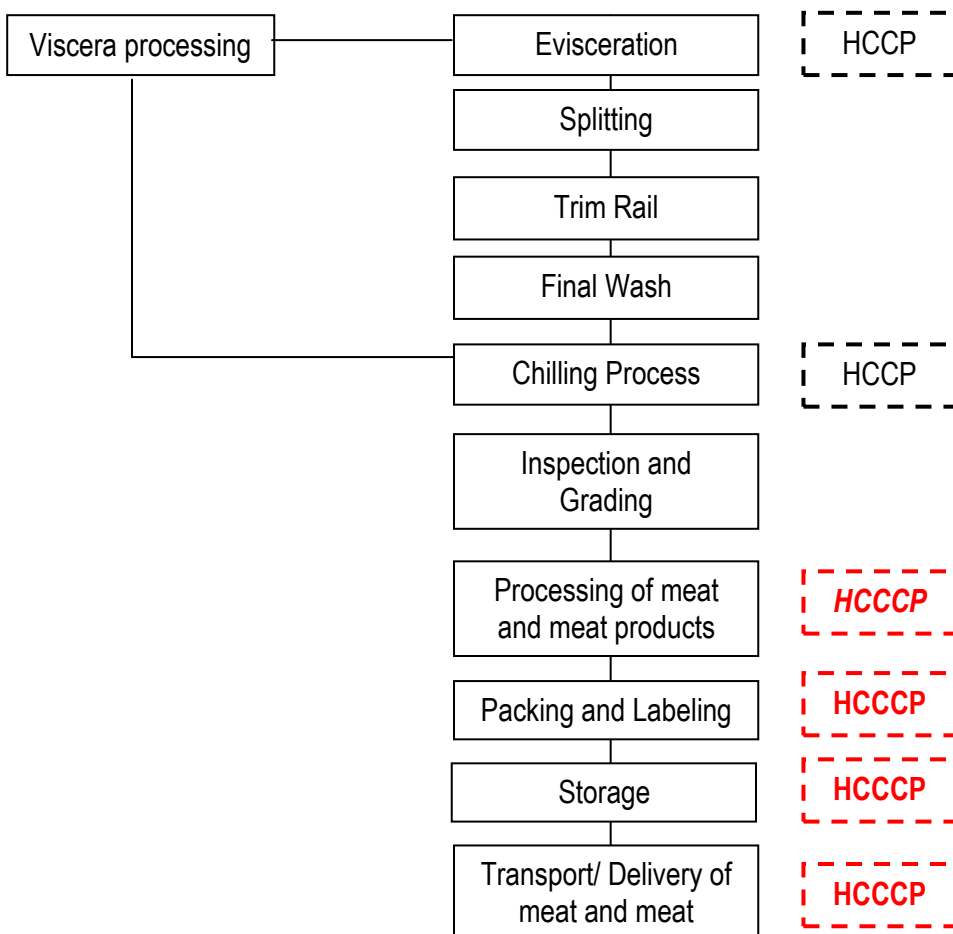 Viscera processing
Evisceration
HCCP
Splitting
Trim Rail
Final Wash
Chilling Process
HCCP
Inspection and
Grading
Processing of meat
and meat products
HCCCP
Packing and Labeling
HCCCP
Storage
HCCCP
Transport/ Delivery of
meat and meat
HCCCP